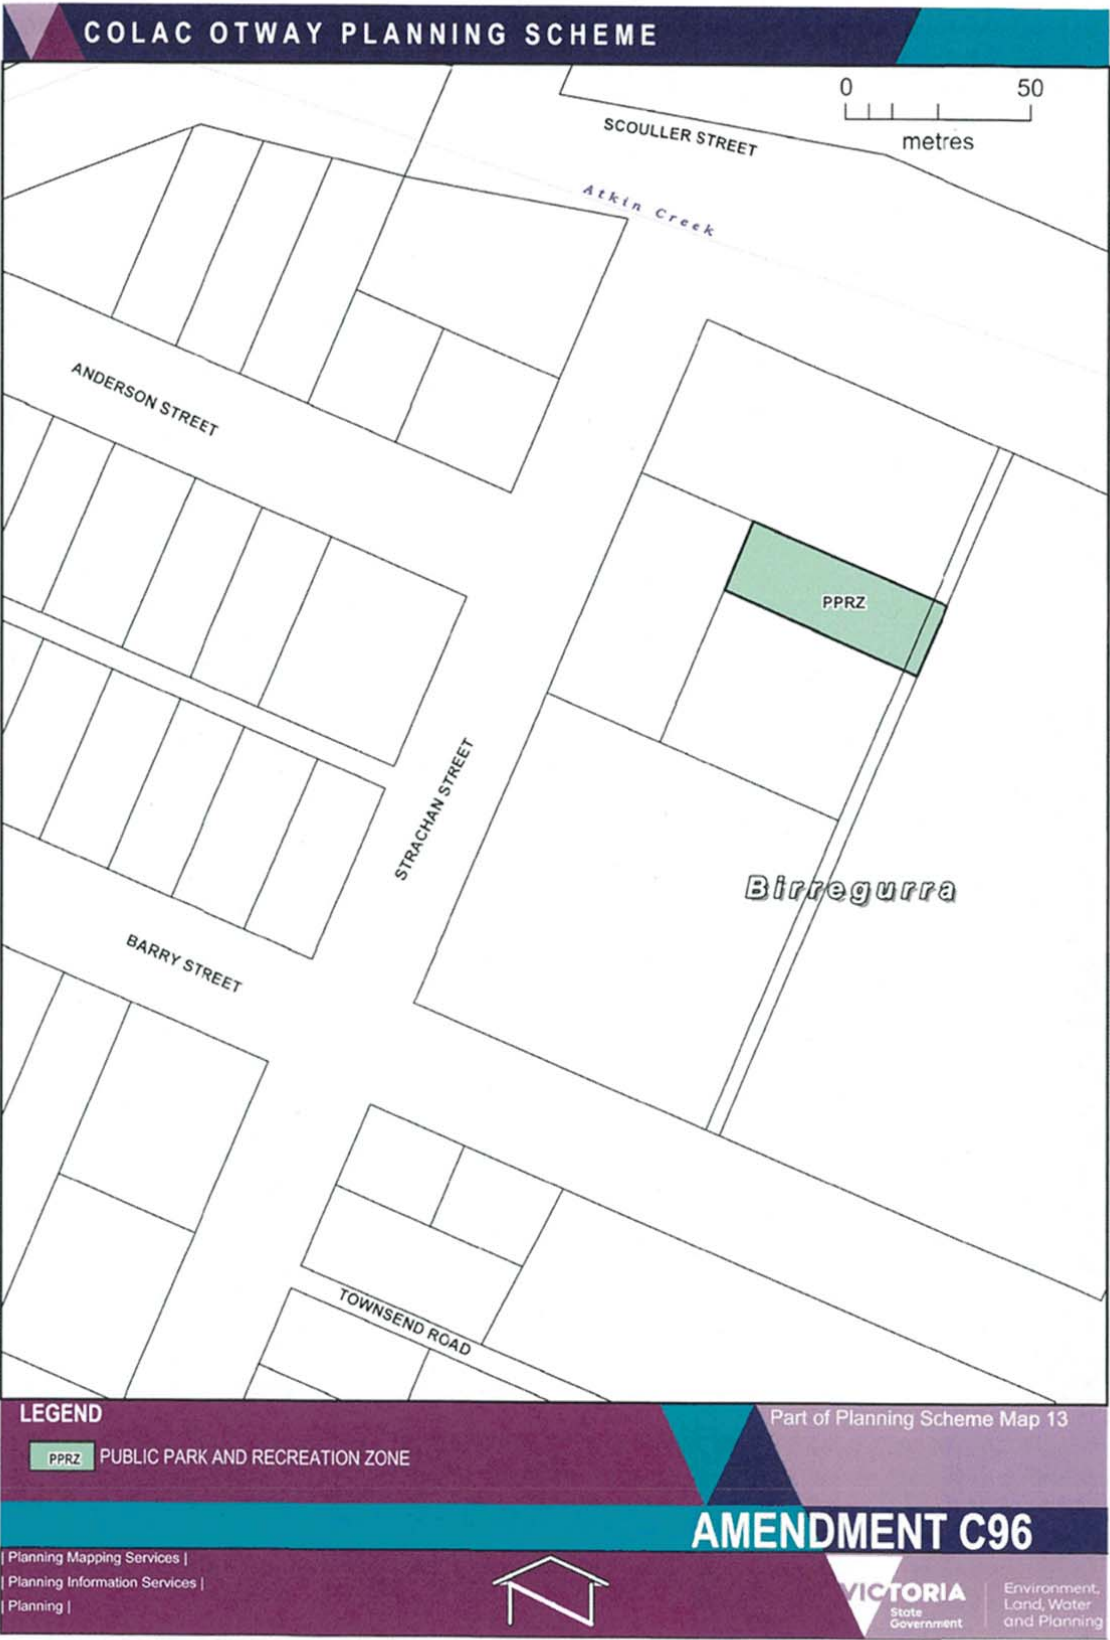 COLAC OTWAY PLANNING SCHEME
0 50
metres
SCOULLER STREET
Atkin Creek
ANDERSON STREET
PPRZ
STRACHAN STREET
Birregurra
BARRY STREET
TOWNSEND ROAD
LEGEND
PPRZ PUBLIC PARK AND RECREATION ZONE
Part of Planning Scheme Map 13
AMENDMENT C96
| Planning Mapping Services |
| Planning Information Services |
| Planning |
N
VICTORIA
State
Government
Environment,
Land, Water
and Planning